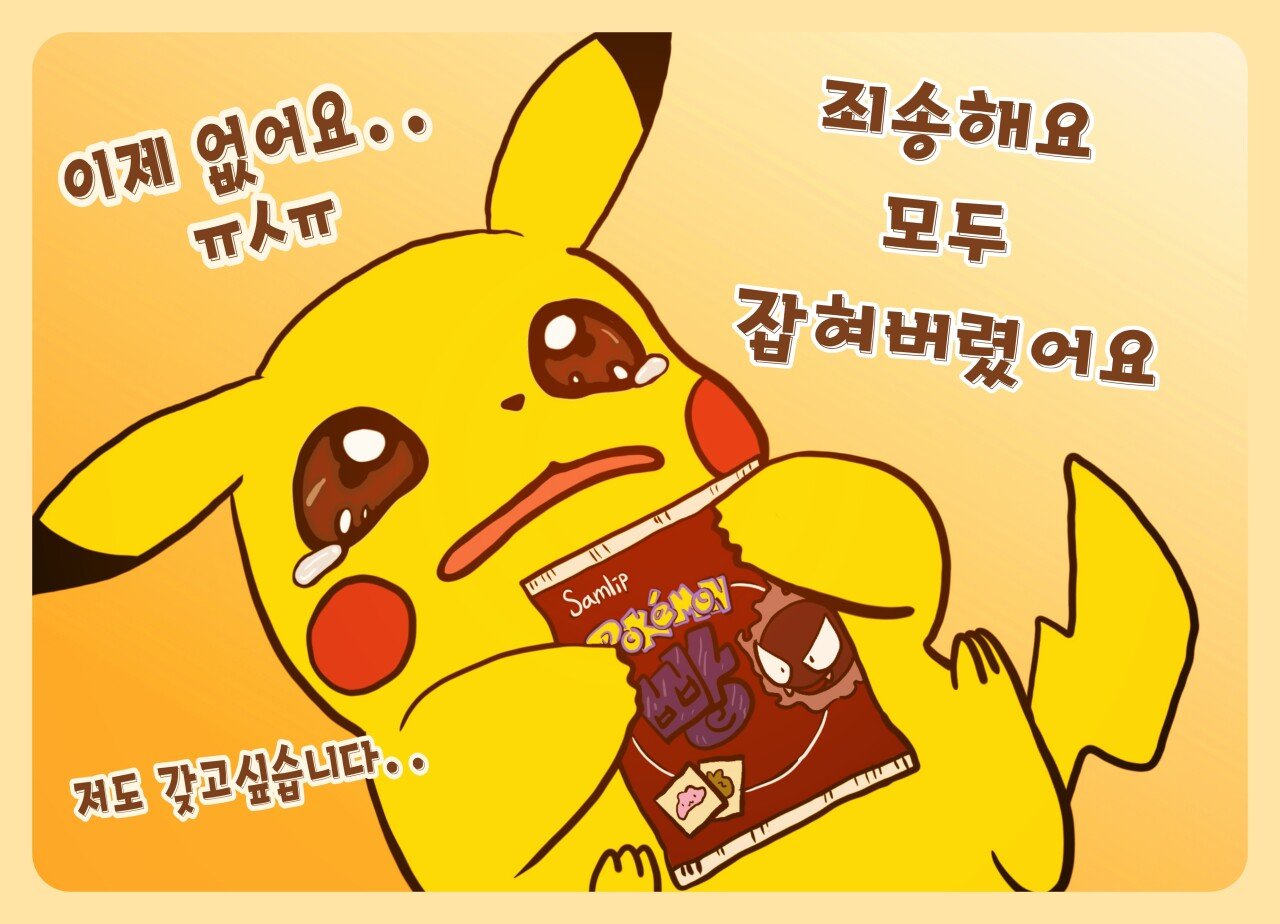 이제 없어요..
ㅠㅅㅠ
죄송해요
모두
잡혀버렸어요
Samlip
POKéMON
빵
저도 갖고싶습니다..